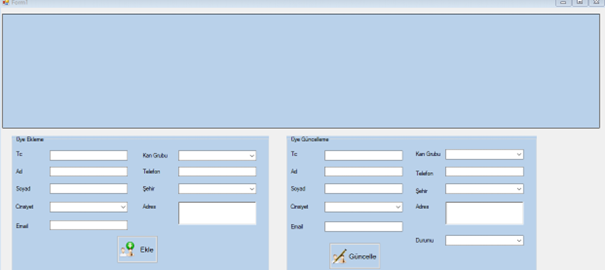 Form1
Üye Ekleme
Tc
Kan Grubu
Ad
Telefon
Soyad
Şehir
Cinsiyet
Adres
Email
Ekle
Üye Güncelleme
Tc
Kan Grubu
Ad
Telefon
Soyad
Şehir
Cinsiyet
Adres
Email
Durumu
Güncelle